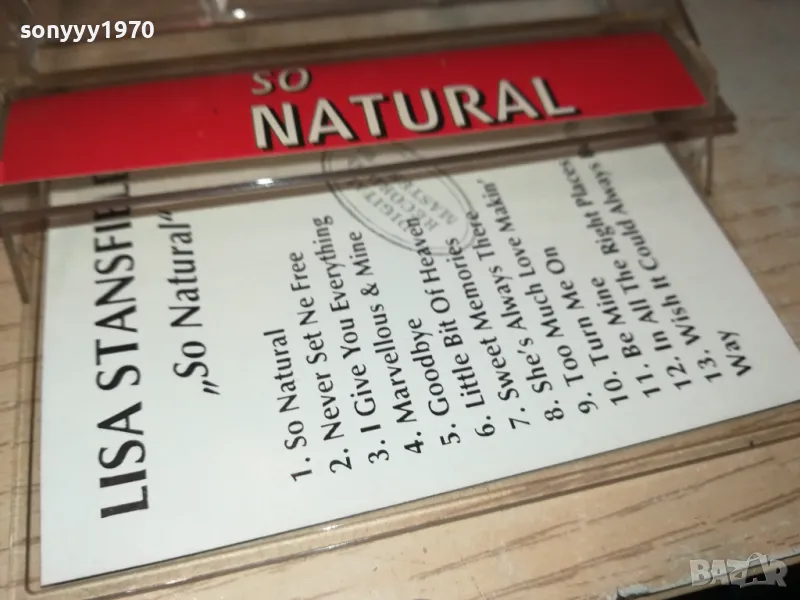 sonyyy1970
SO
NATURAL
LISA STANSFIELD
„So Natural“
1. So Natural
2. Never Set Ne Free
3. I Give You Everything
4. Marvellous & Mine
5. Goodbye
6. Little Bit Of Heaven
7. Sweet Memories
8. She's Always There
9. Too Much Love Makin'
10. Turn Me On
11. Be Mine
12. In All The Right Places
13. Wish It Could Always
Way
BAZAR